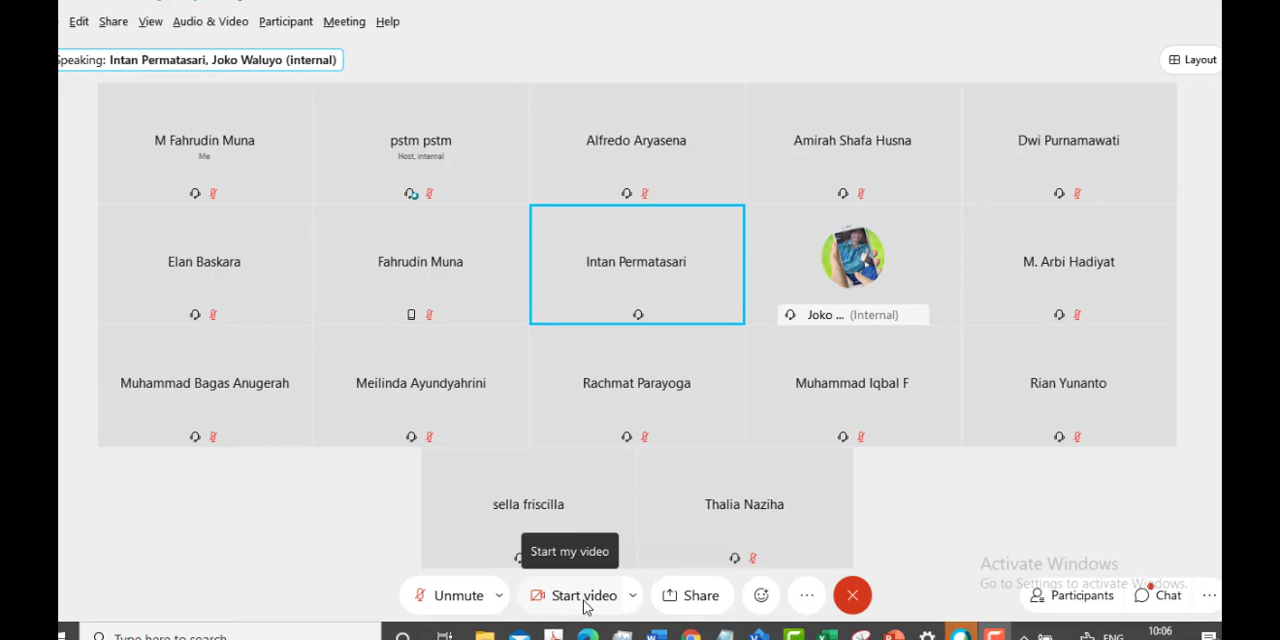 Edit Share View Audio & Video Participant Meeting Help
Speaking: Intan Permatasari, Joko Waluyo (internal)
Layout
M Fahrudin Muna
Me
pstm pstm
Host, internal
Alfredo Aryasena
Amirah Shafa Husna
Dwi Purnamawati
Elan Baskara
Fahrudin Muna
Intan Permatasari
Joko ... (Internal)
M. Arbi Hadiyat
Muhammad Bagas Anugerah
Meilinda Ayundyahrini
Rachmat Parayoga
Muhammad Iqbal F
Rian Yunanto
sella friscilla
Thalia Naziha
Start my video
Activate Windows
Go to Settings to activate Windows.
Unmute
Start video
Share
Participants
Chat
Type here to search
ENG
10:06